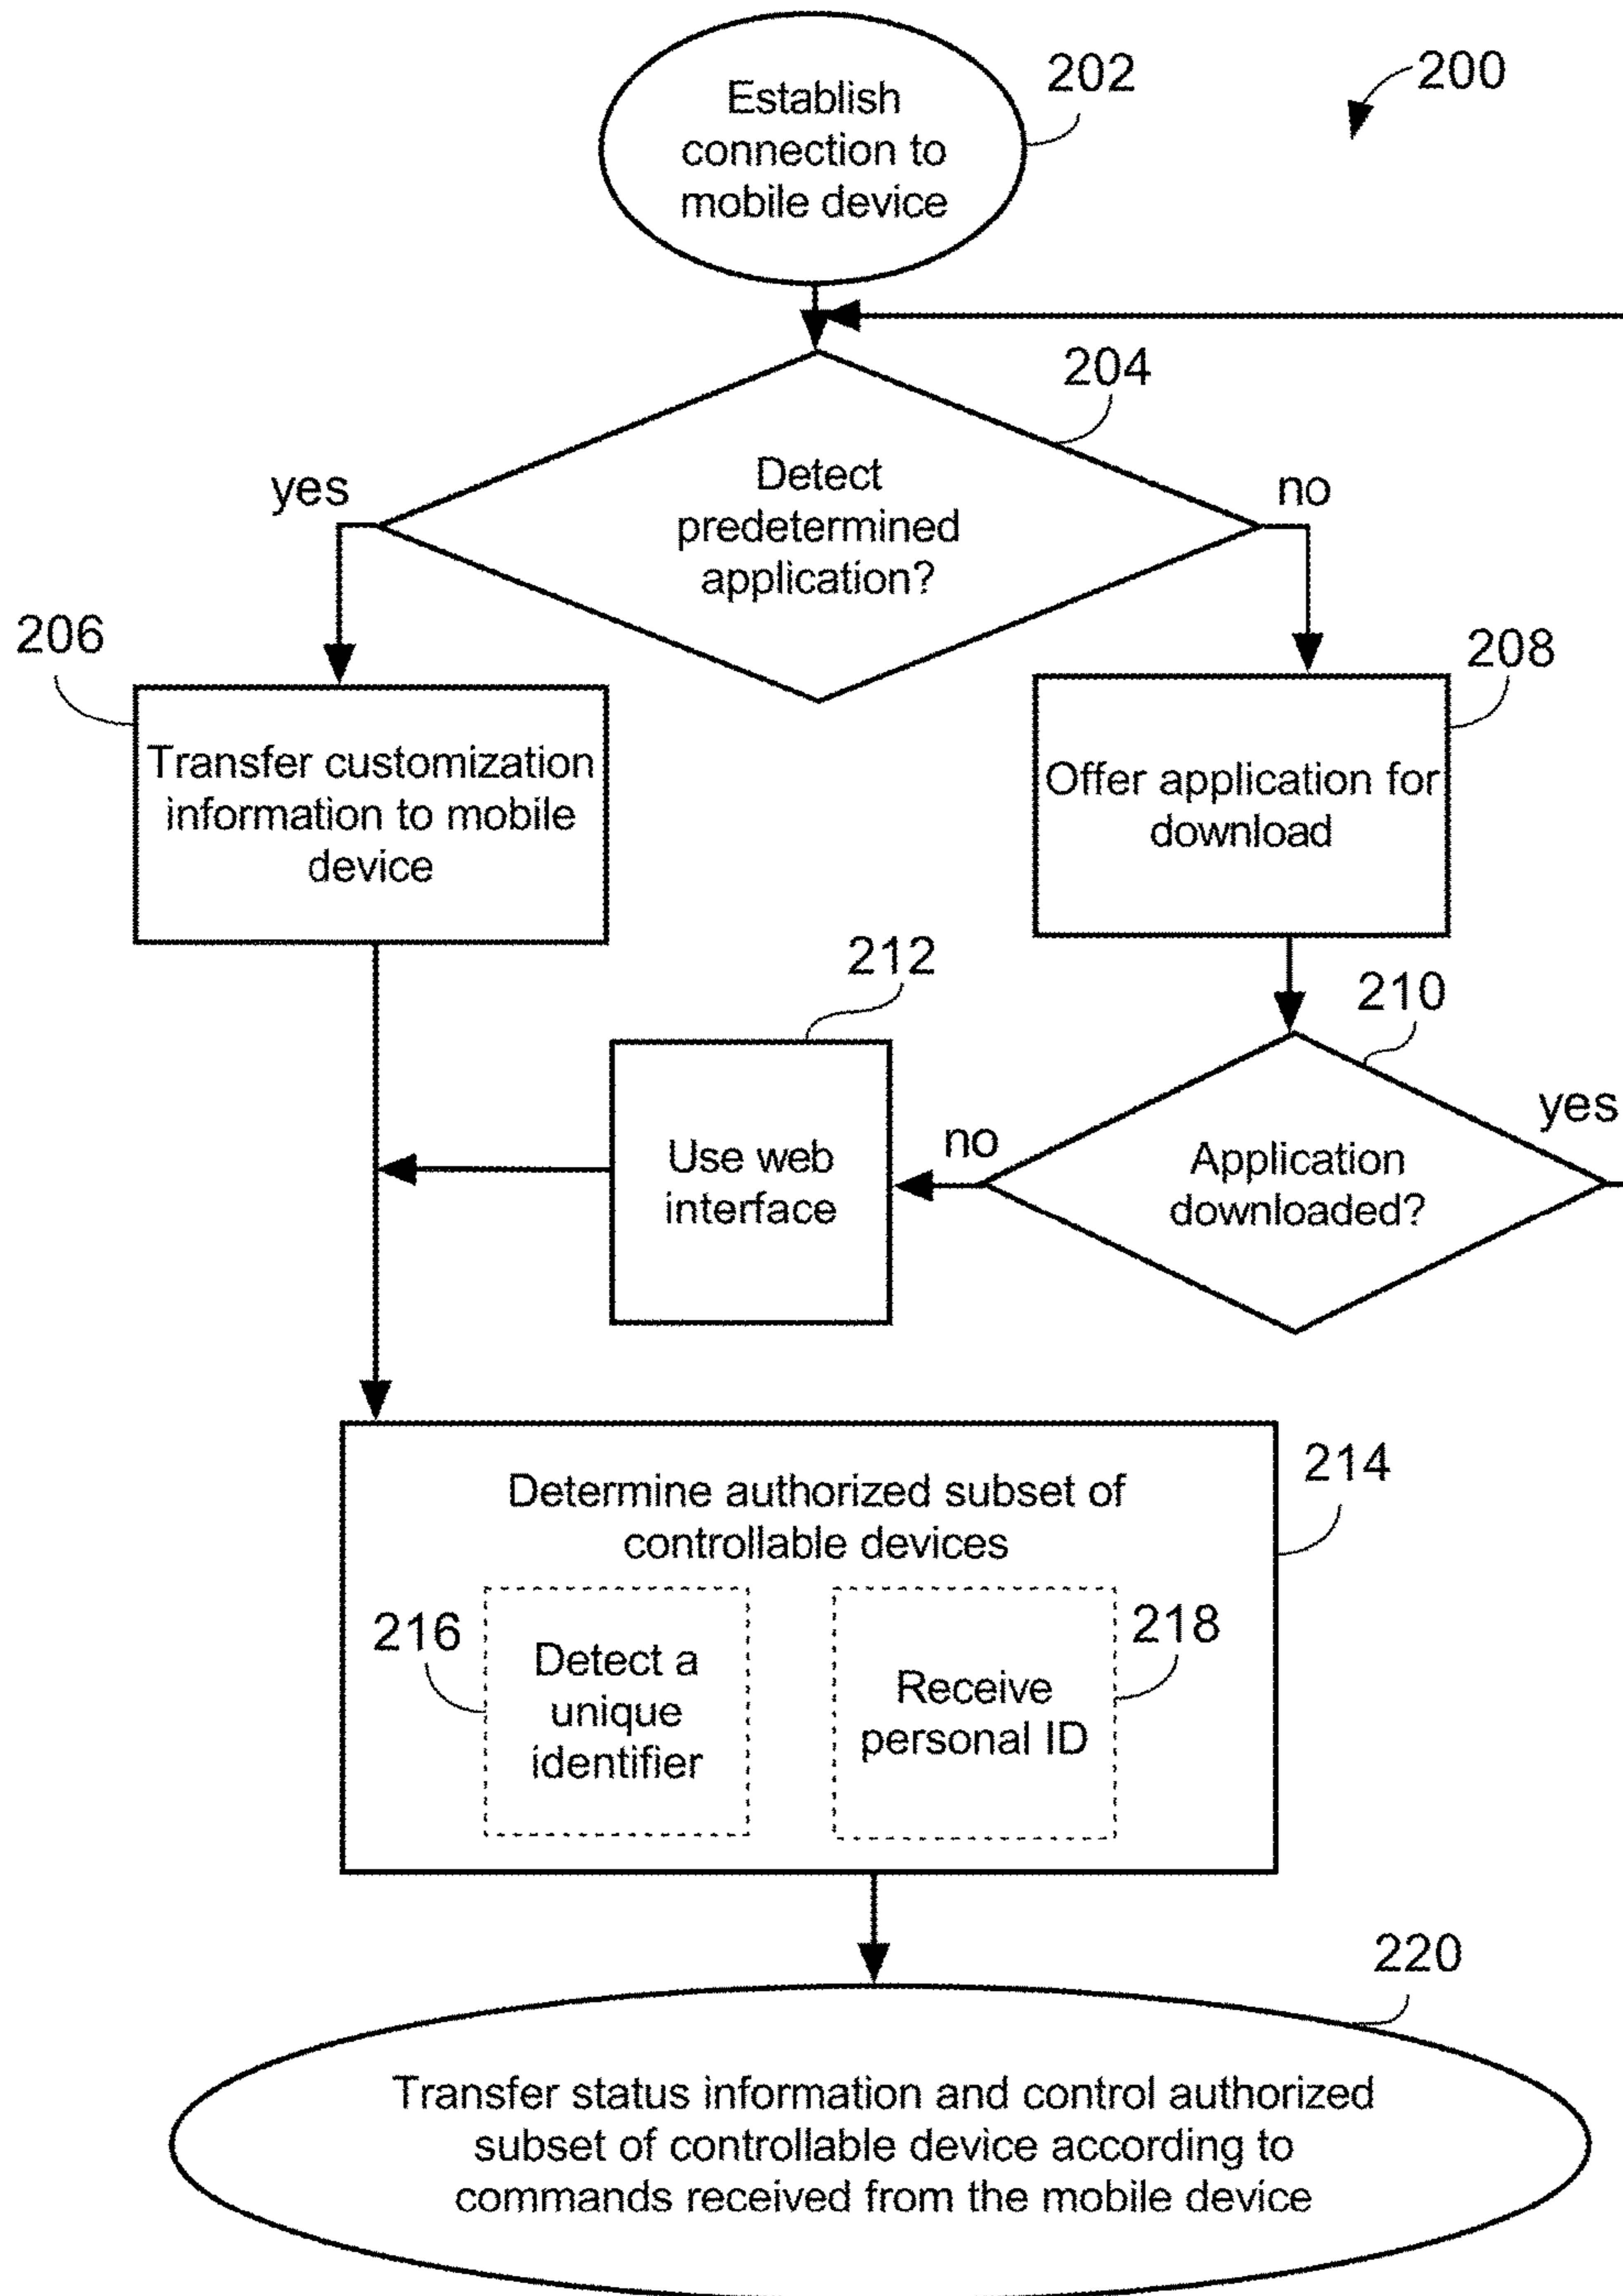 202
200
Establish
connection to
mobile device
204
yes
no
Detect
predetermined
application?
206
208
Transfer customization
information to mobile
device
Offer application for
download
212
210
yes
no
Use web
interface
Application
downloaded?
214
Determine authorized subset of
controllable devices
216
218
Detect a
unique
identifier
Receive
personal ID
220
Transfer status information and control authorized
subset of controllable device according to
commands received from the mobile device